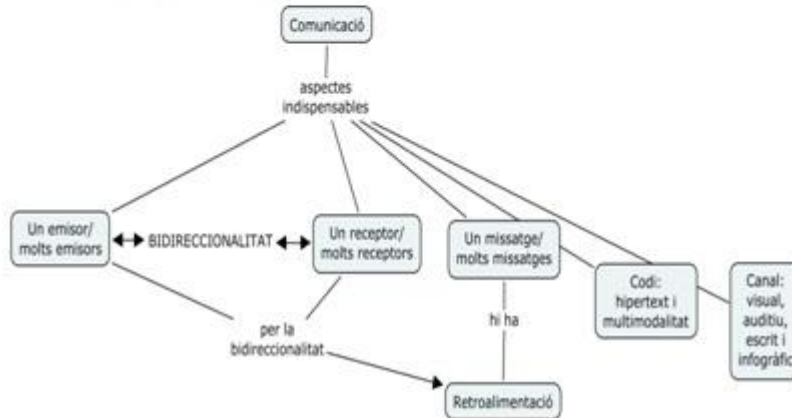 Comunicació
aspectes
indispensables
Un emisor/
molts emisors
BIDIRECCIONALITAT
Un receptor/
molts receptors
Un missatge/
molts missatges
Codi:
hipertext i
multimodalitat
Canal:
visual,
auditiu,
escrit i
infogràfic
per la
bidireccionalitat
hi ha
Retroalimentació